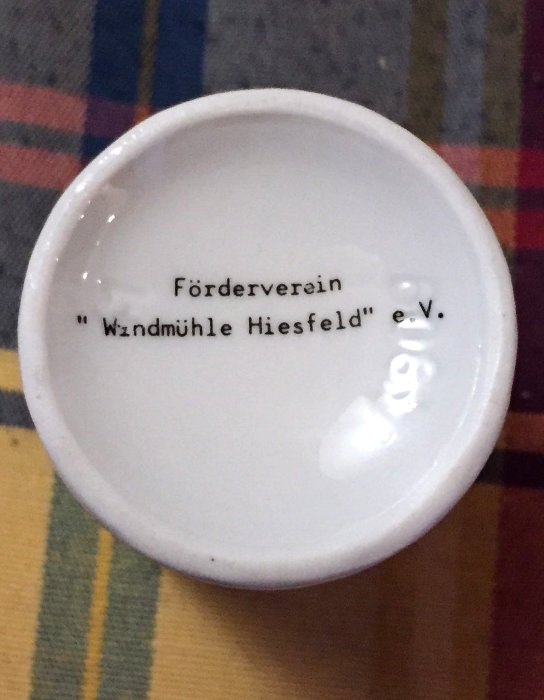 Förderverein
" Windmühle Hiesfeld" e.V.